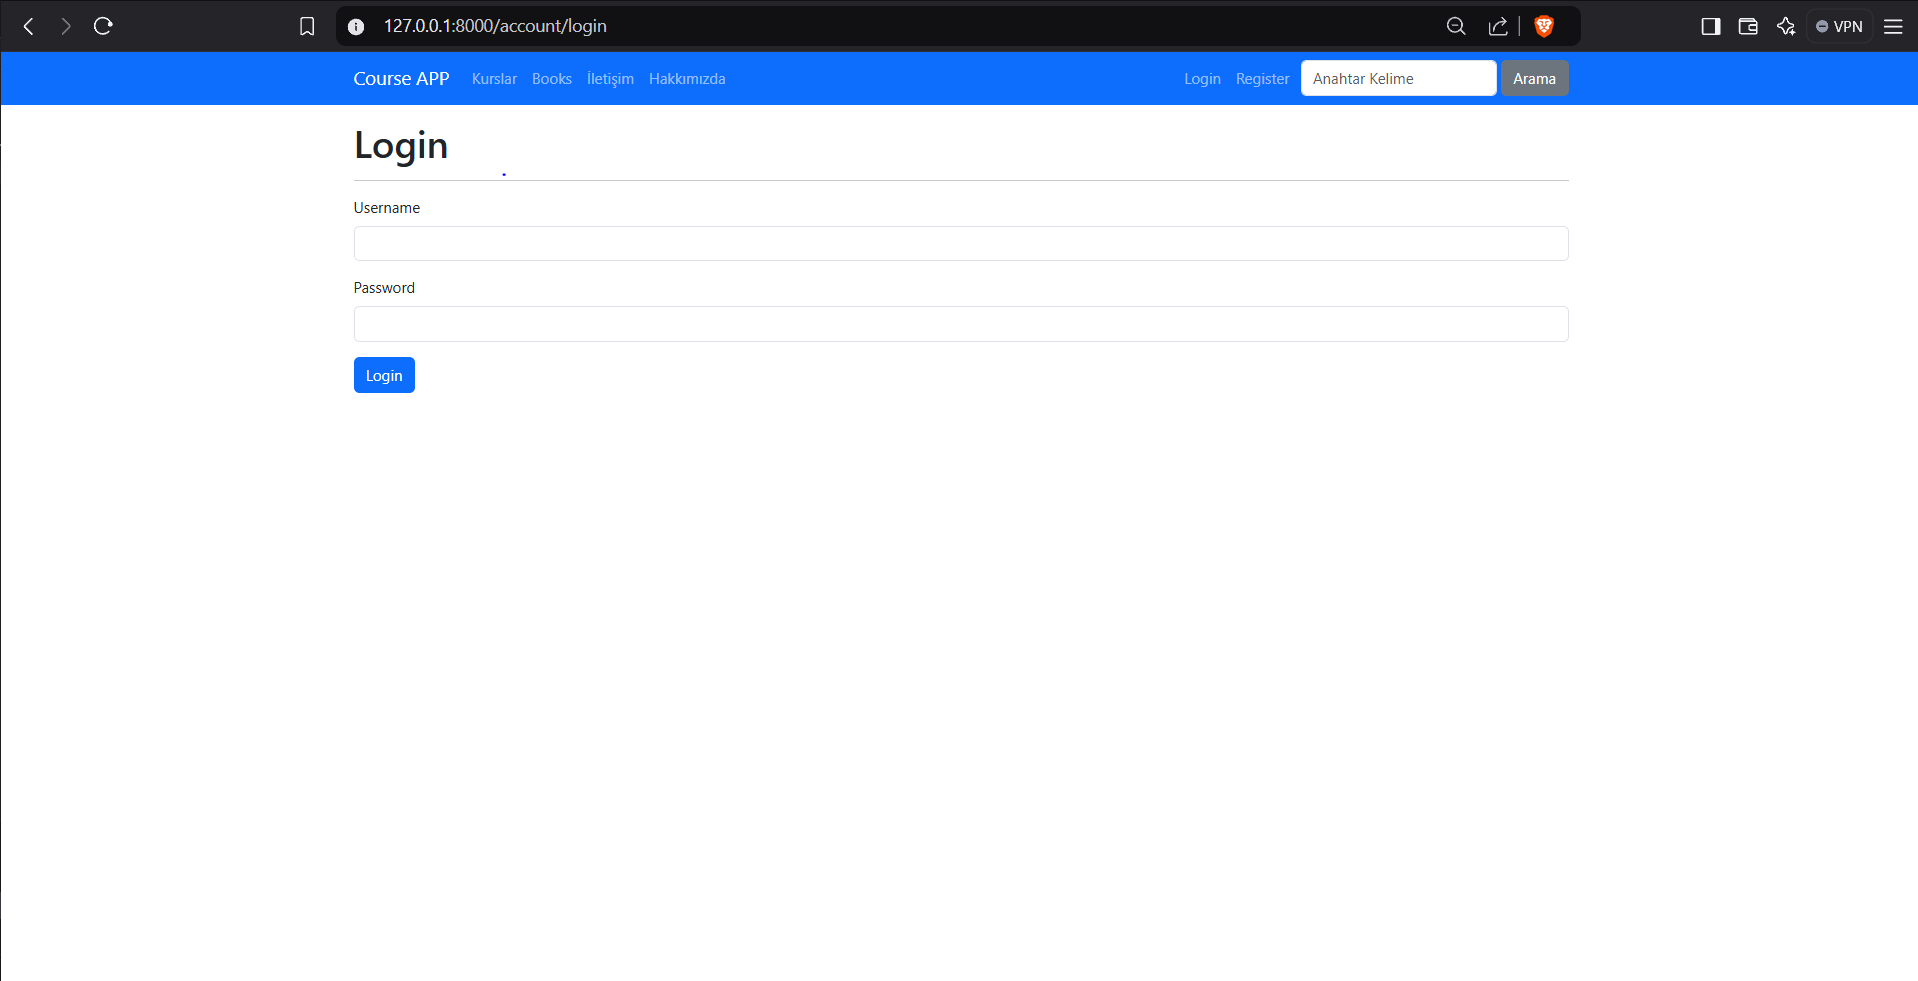 127.0.0.1:8000/account/login
VPN
Course APP Kurslar Books İletişim Hakkımızda Login Register Anahtar Kelime Arama
Login
Username
Password
Login